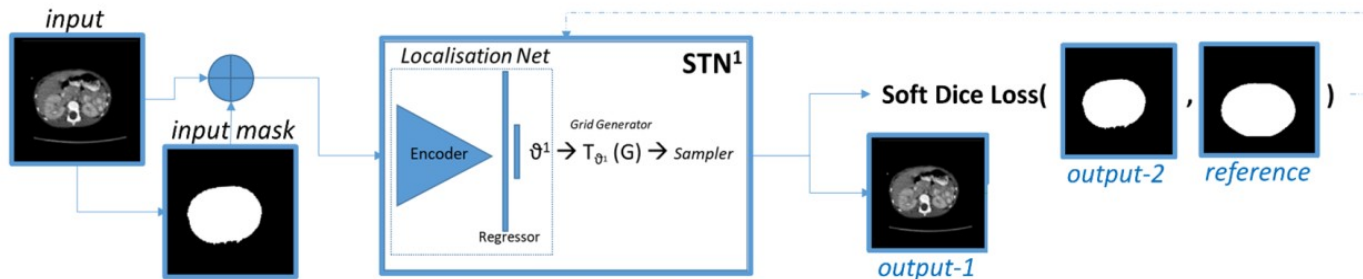 input
input mask
Localisation Net
STN¹
Encoder
Regressor
Grid Generator
ϑ¹ → T_ϑ¹ (G) → Sampler
Soft Dice Loss( , )
output-1
output-2
reference